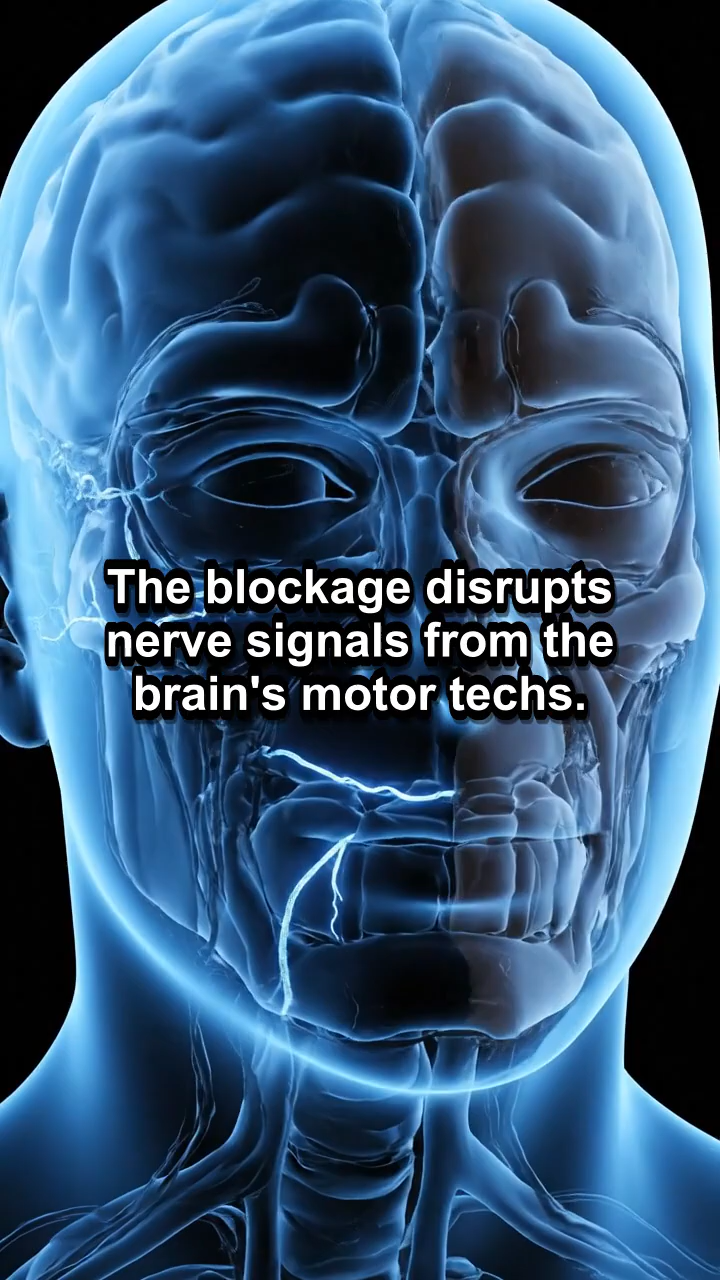 The blockage disrupts
nerve signals from the
brain's motor techs.